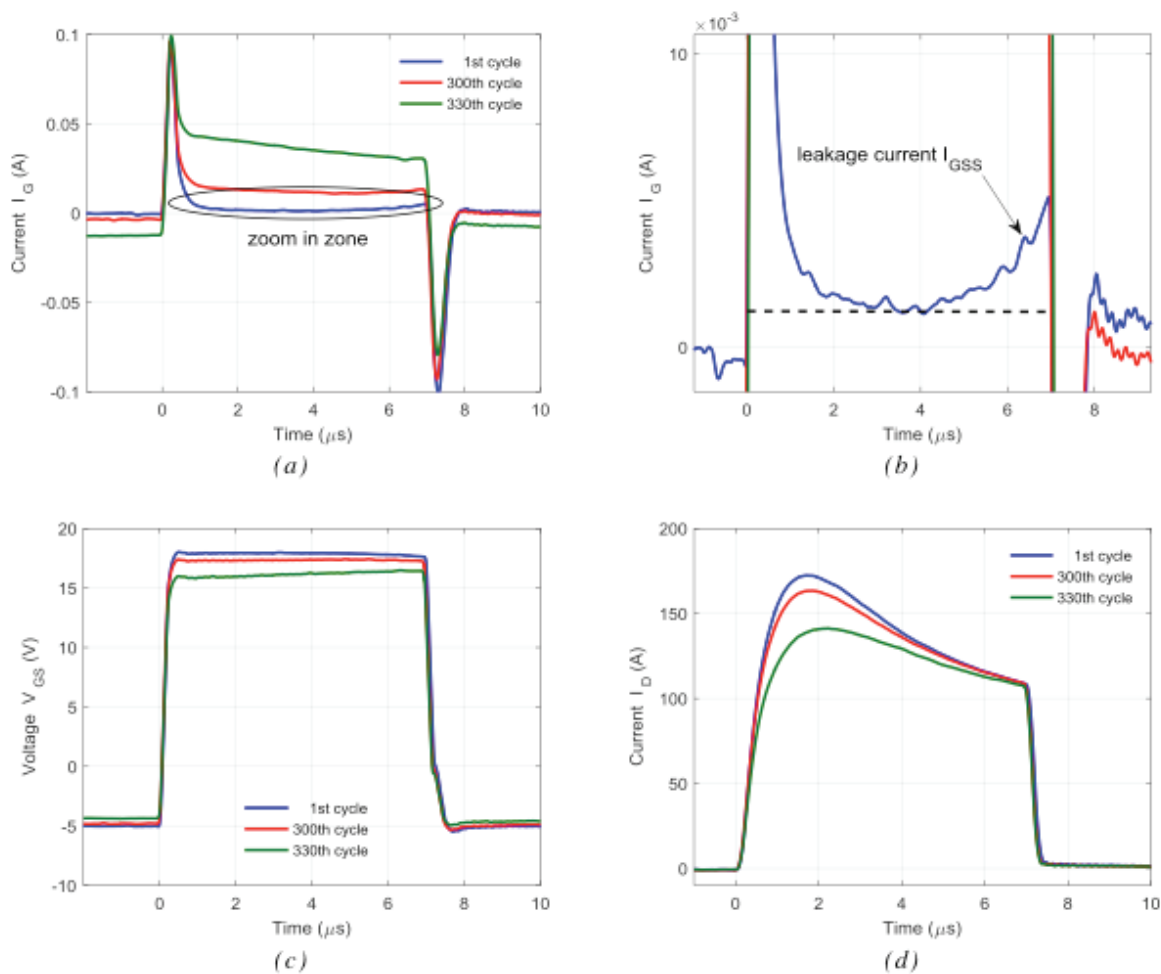 0.1
0.05
0
-0.05
-0.1
Current I_G (A)
1st cycle
300th cycle
330th cycle
zoom in zone
0 2 4 6 8 10
Time (μs)
(a)
× 10⁻³
10
0
Current I_G (A)
leakage current I_GSS
0 2 4 6 8
Time (μs)
(b)
20
15
10
5
0
-5
-10
Voltage V_GS (V)
1st cycle
300th cycle
330th cycle
0 2 4 6 8 10
Time (μs)
(c)
200
150
100
50
0
Current I_D (A)
1st cycle
300th cycle
330th cycle
0 2 4 6 8 10
Time (μs)
(d)